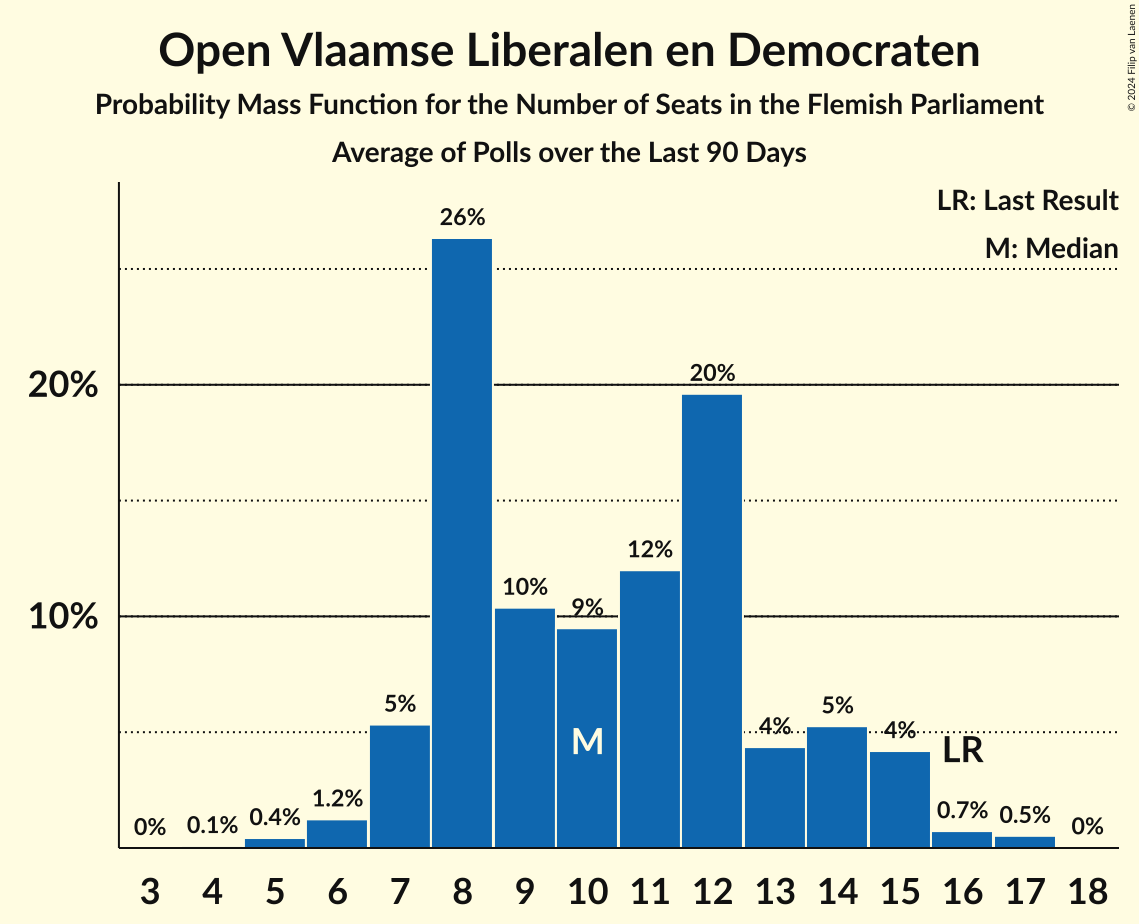 Open Vlaamse Liberalen en Democraten
Probability Mass Function for the Number of Seats in the Flemish Parliament
Average of Polls over the Last 90 Days
© 2024 Filip van Laenen
LR: Last Result
M: Median
26%
20%
20%
12%
10%
9%
10%
5%
5%
4%
4%
M
LR
1.2%
0.7%
0.5%
0.4%
0.1%
0%
0%
3 4 5 6 7 8 9 10 11 12 13 14 15 16 17 18